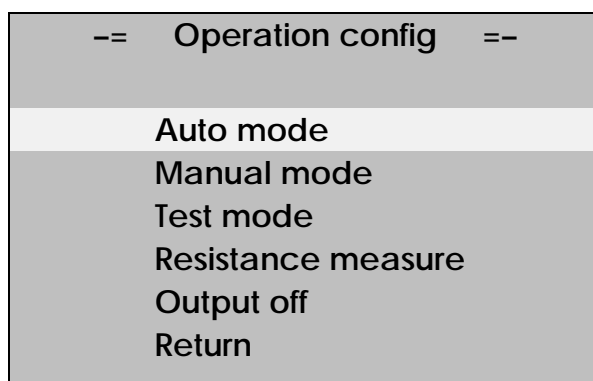 -= Operation config =-
Auto mode
Manual mode
Test mode
Resistance measure
Output off
Return